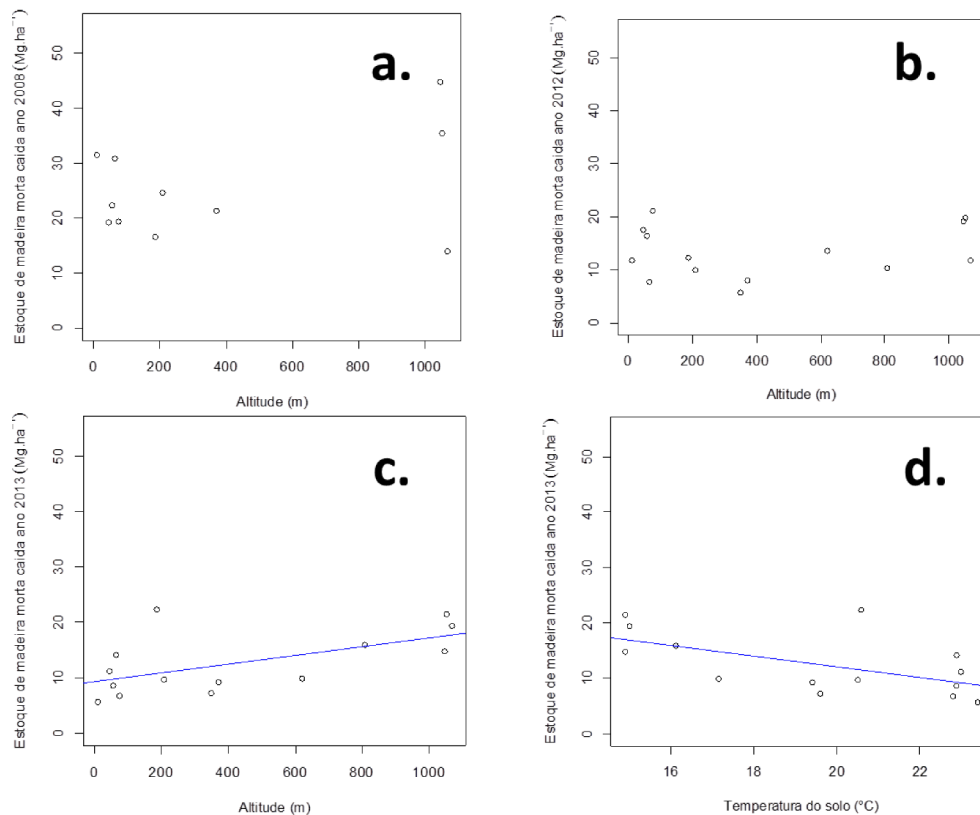 a.
Estoque de madeira morta caida ano 2008 (Mg.ha⁻¹)
50
40
30
20
10
0
0 200 400 600 800 1000
Altitude (m)
b.
Estoque de madeira morta caida ano 2012 (Mg.ha⁻¹)
50
40
30
20
10
0
0 200 400 600 800 1000
Altitude (m)
c.
Estoque de madeira morta caida ano 2013 (Mg.ha⁻¹)
50
40
30
20
10
0
0 200 400 600 800 1000
Altitude (m)
d.
Estoque de madeira morta caida ano 2013 (Mg.ha⁻¹)
50
40
30
20
10
0
16 18 20 22
Temperatura do solo (°C)